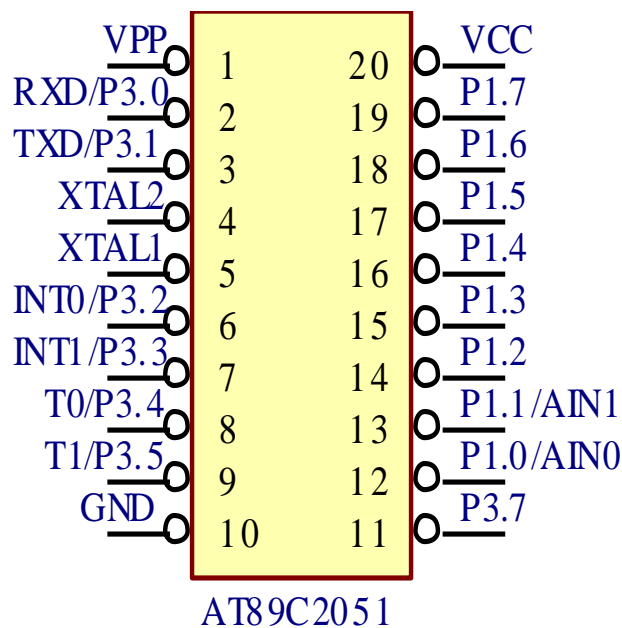 VPP 1 20 VCC
RXD/P3.0 2 19 P1.7
TXD/P3.1 3 18 P1.6
XTAL2 4 17 P1.5
XTAL1 5 16 P1.4
INT0/P3.2 6 15 P1.3
INT1/P3.3 7 14 P1.2
T0/P3.4 8 13 P1.1/AIN1
T1/P3.5 9 12 P1.0/AIN0
GND 10 11 P3.7
AT89C2051